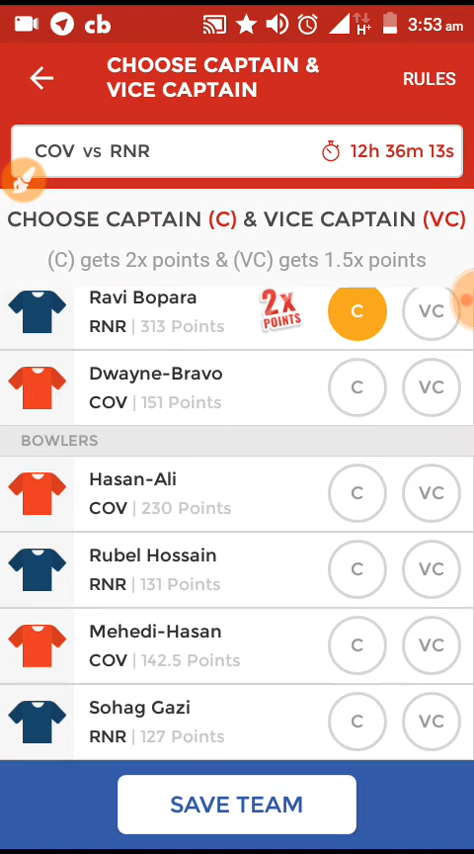 cb H+ 3:53 am
CHOOSE CAPTAIN &
VICE CAPTAIN
RULES
COV vs RNR 12h 36m 13s
CHOOSE CAPTAIN (C) & VICE CAPTAIN (VC)
(C) gets 2x points & (VC) gets 1.5x points
Ravi Bopara
RNR | 313 Points
2X
POINTS
C VC
Dwayne-Bravo
COV | 151 Points
C VC
BOWLERS
Hasan-Ali
COV | 230 Points
C VC
Rubel Hossain
RNR | 131 Points
C VC
Mehedi-Hasan
COV | 142.5 Points
C VC
Sohag Gazi
RNR | 127 Points
C VC
SAVE TEAM